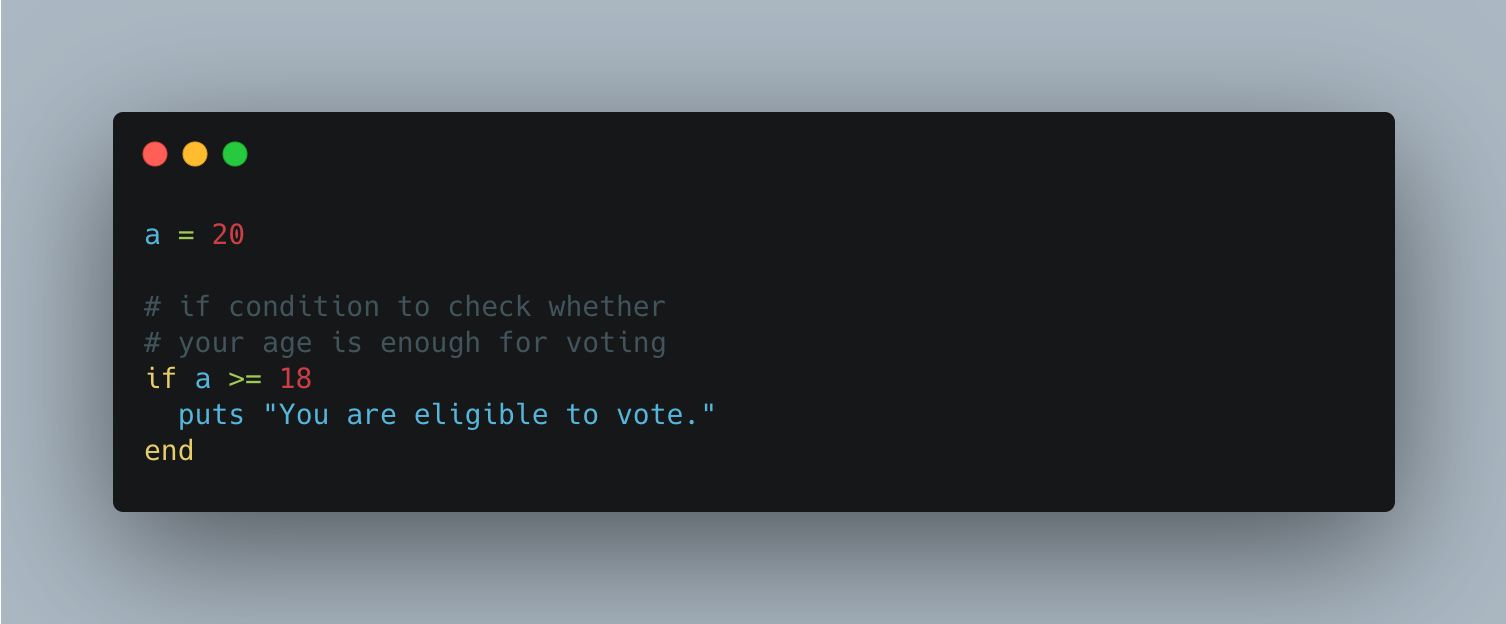 a = 20
# if condition to check whether
# your age is enough for voting
if a >= 18
  puts "You are eligible to vote."
end